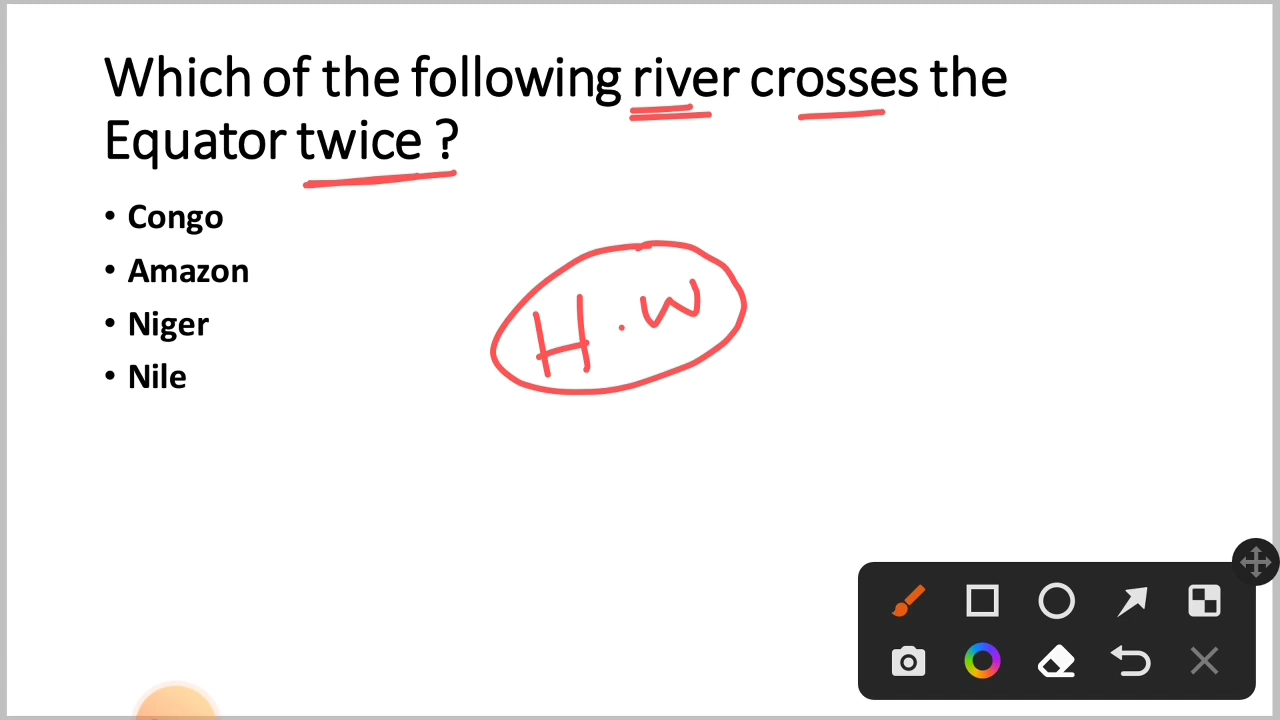 Which of the following river crosses the
Equator twice ?
• Congo
• Amazon
• Niger
• Nile
H.W